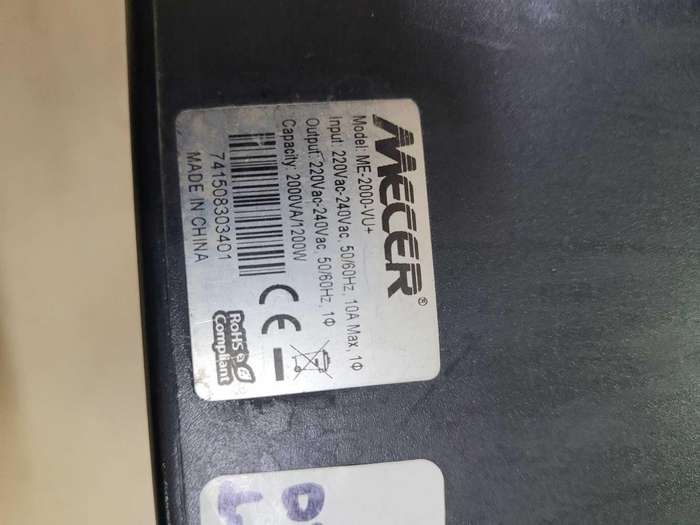 MECER®
Model: ME-2000-VU+
Input: 220Vac-240Vac, 50/60Hz, 10A Max, 1Φ
Output: 220Vac-240Vac, 50/60Hz, 1Φ
Capacity: 2000VA/1200W
741508303401
MADE IN CHINA
CE
RoHS
Compliant